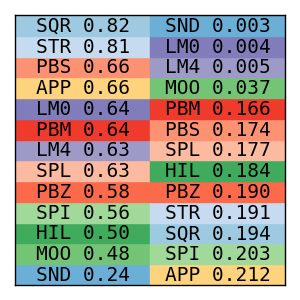 SQR 0.82 SND 0.003
STR 0.81 LM0 0.004
PBS 0.66 LM4 0.005
APP 0.66 MOO 0.037
LM0 0.64 PBM 0.166
PBM 0.64 PBS 0.174
LM4 0.63 SPL 0.177
SPL 0.63 HIL 0.184
PBZ 0.58 PBZ 0.190
SPI 0.56 STR 0.191
HIL 0.50 SQR 0.194
MOO 0.48 SPI 0.203
SND 0.24 APP 0.212